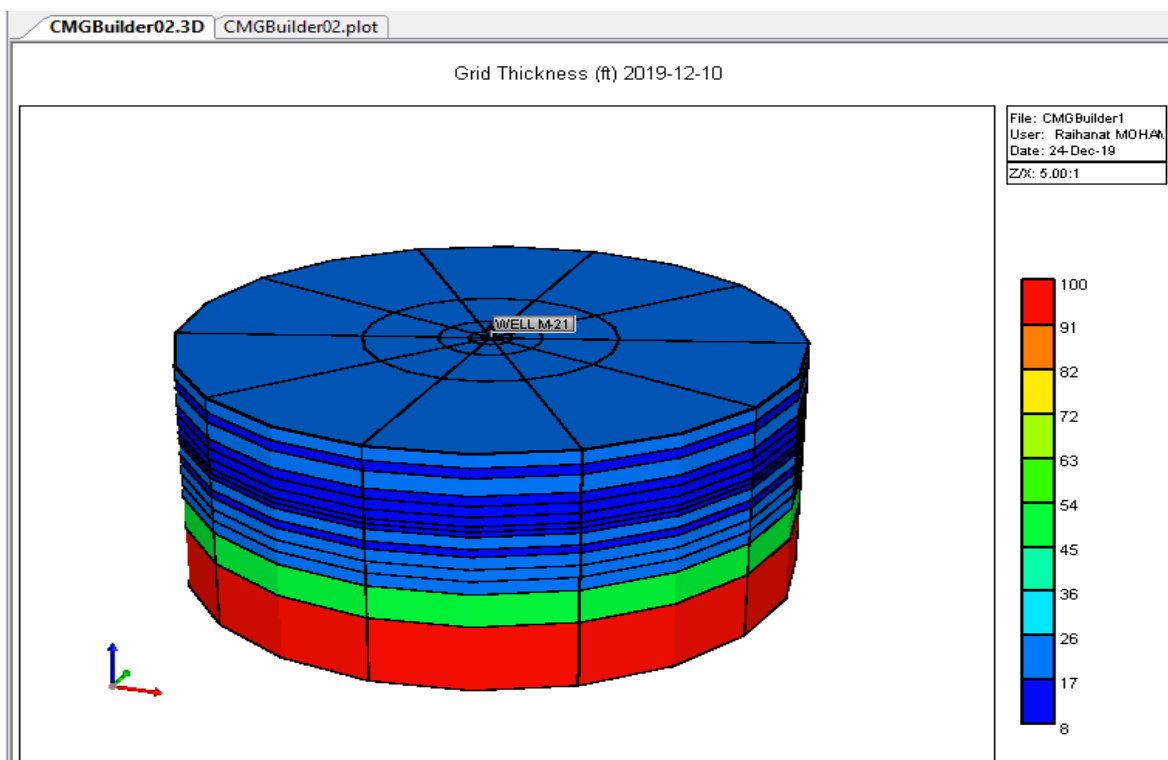 CMGBuilder02.3D CMGBuilder02.plot
Grid Thickness (ft) 2019-12-10
File: CMGBuilder1
User: Raihanat
Date: 24-Dec-19
Z/X: 5.00:1
WELL M-21
100
91
82
72
63
54
45
36
26
17
8